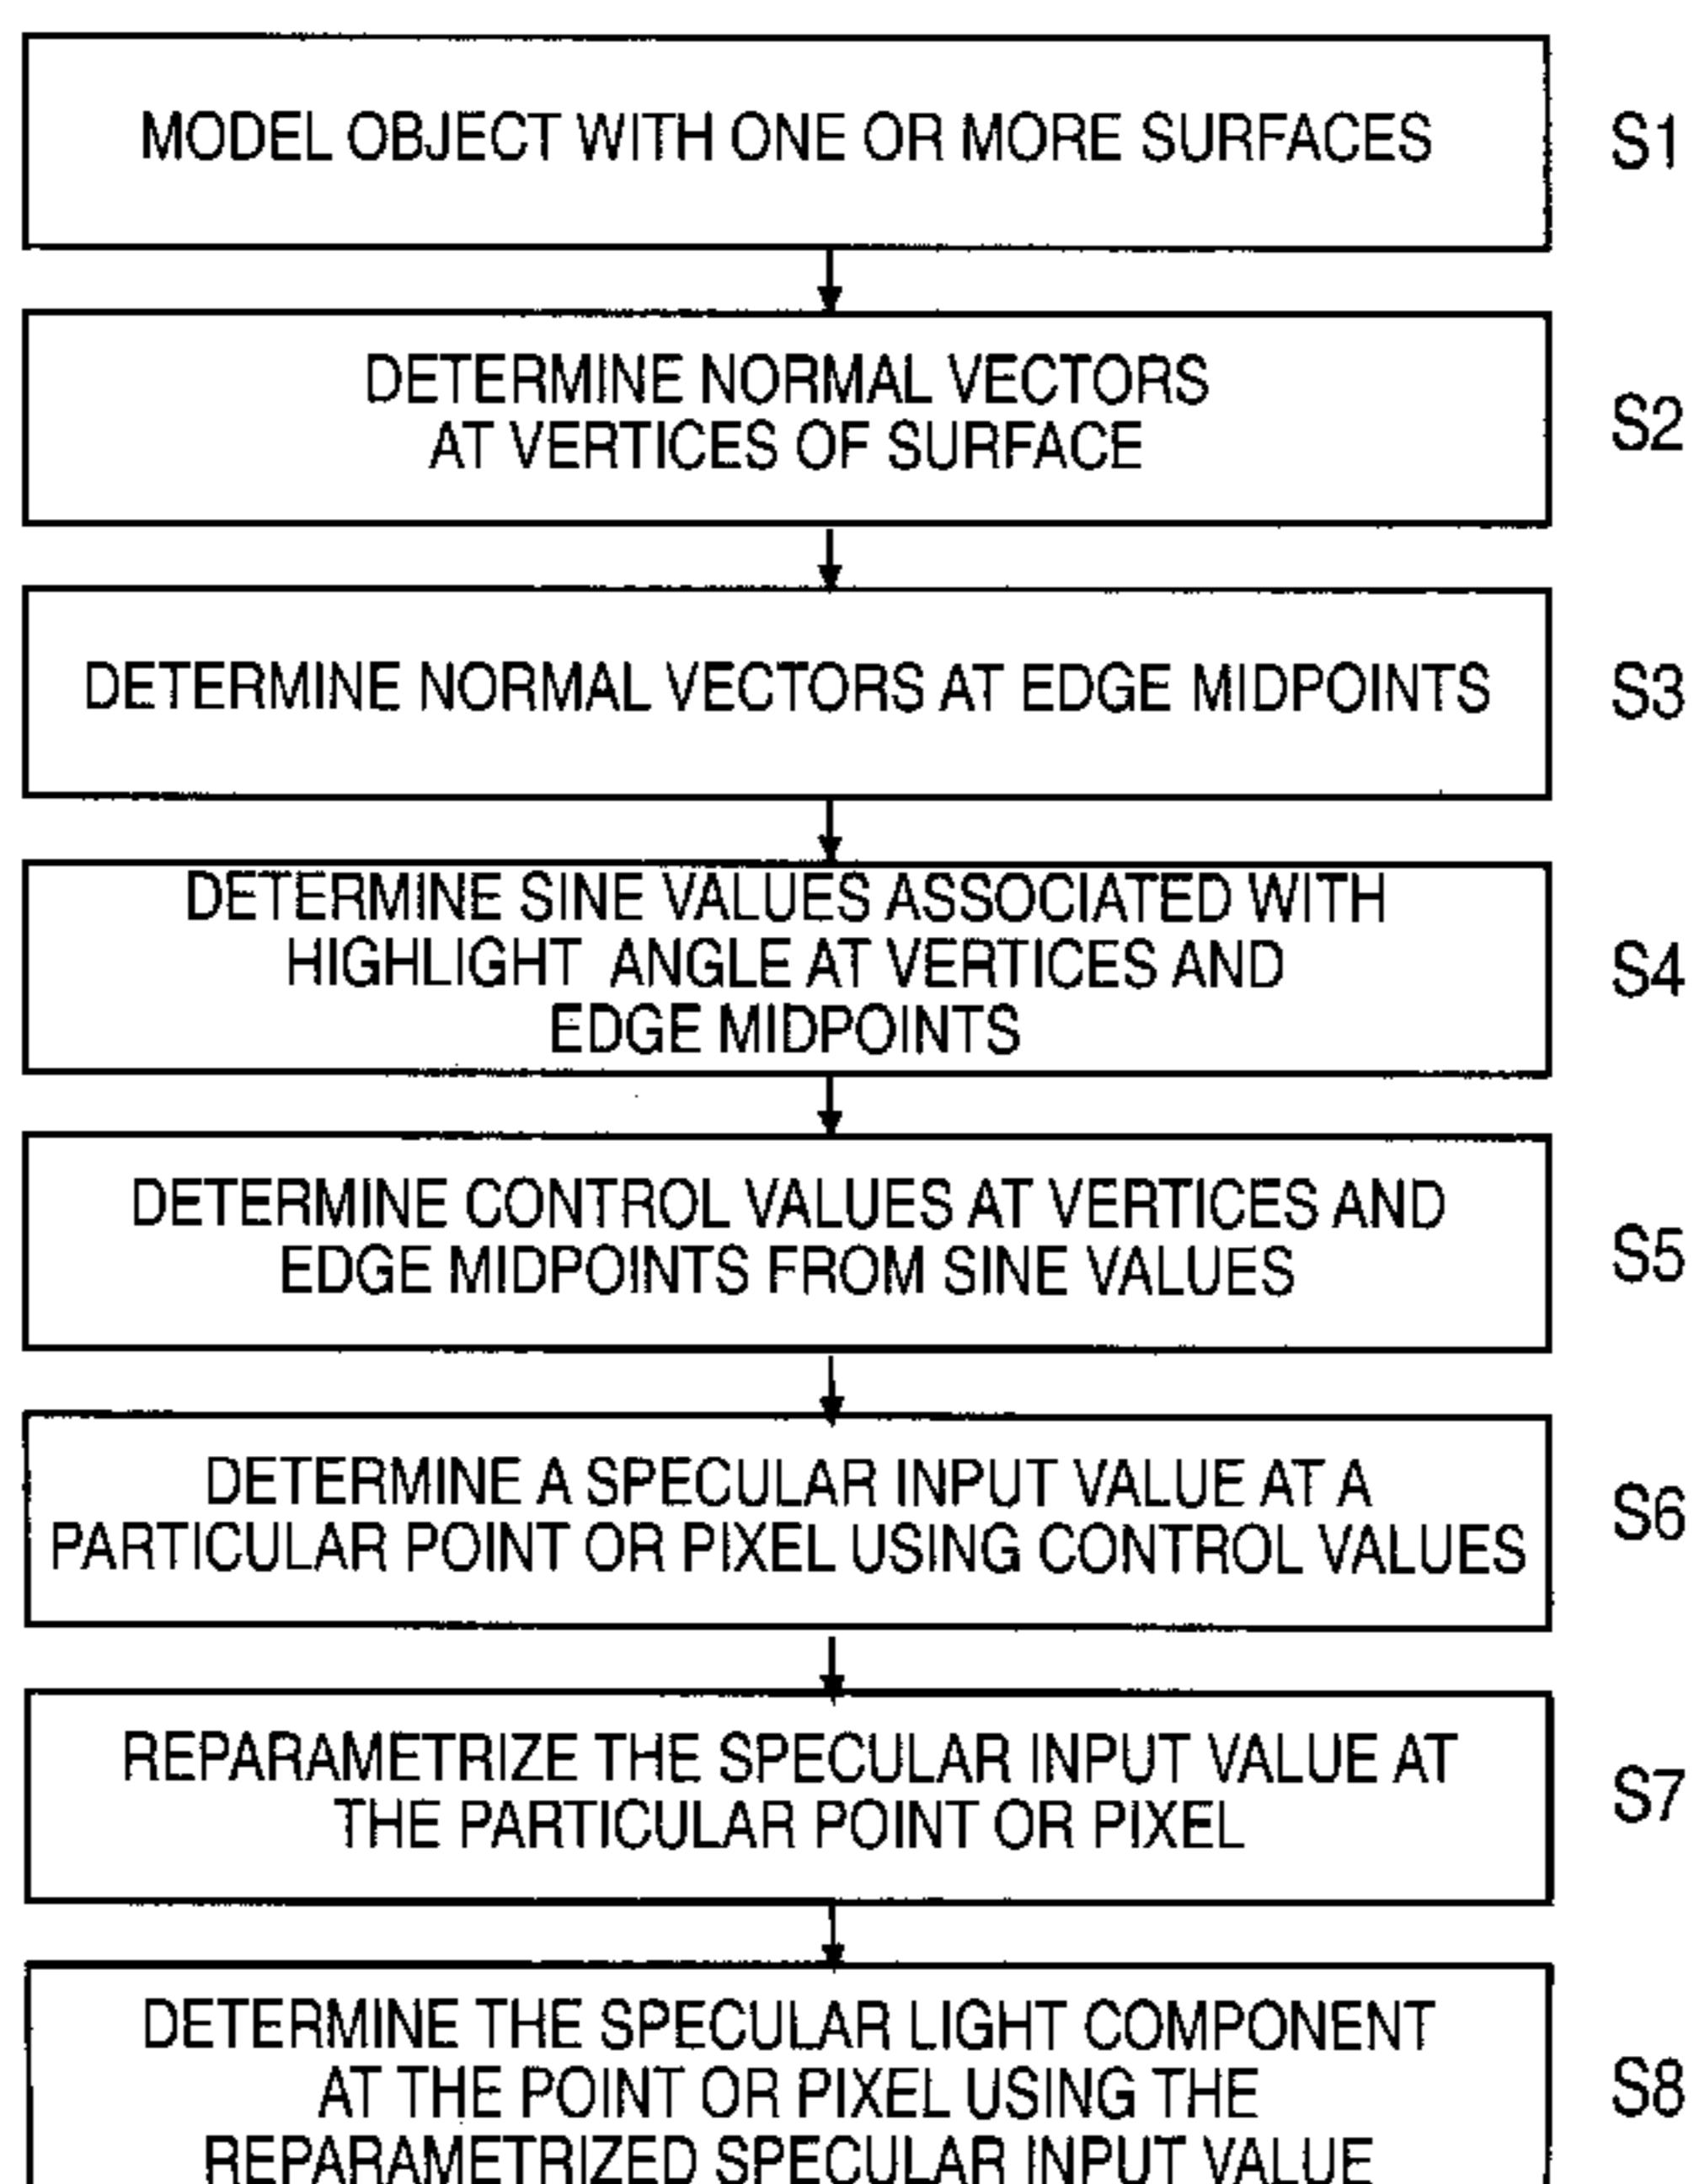 MODEL OBJECT WITH ONE OR MORE SURFACES
S1
DETERMINE NORMAL VECTORS
AT VERTICES OF SURFACE
S2
DETERMINE NORMAL VECTORS AT EDGE MIDPOINTS
S3
DETERMINE SINE VALUES ASSOCIATED WITH
HIGHLIGHT ANGLE AT VERTICES AND
EDGE MIDPOINTS
S4
DETERMINE CONTROL VALUES AT VERTICES AND
EDGE MIDPOINTS FROM SINE VALUES
S5
DETERMINE A SPECULAR INPUT VALUE AT A
PARTICULAR POINT OR PIXEL USING CONTROL VALUES
S6
REPARAMETRIZE THE SPECULAR INPUT VALUE AT
THE PARTICULAR POINT OR PIXEL
S7
DETERMINE THE SPECULAR LIGHT COMPONENT
AT THE POINT OR PIXEL USING THE
REPARAMETRIZED SPECULAR INPUT VALUE
S8